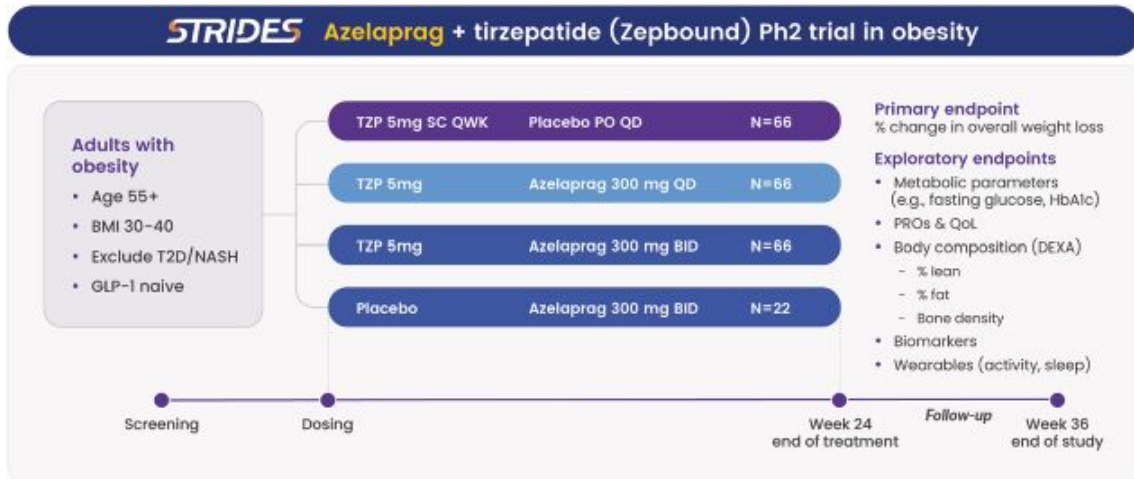 STRIDES Azelaprag + tirzepatide (Zepbound) Ph2 trial in obesity
Adults with
obesity
• Age 55+
• BMI 30-40
• Exclude T2D/NASH
• GLP-1 naive
TZP 5mg SC QWK Placebo PO QD N=66
TZP 5mg Azelaprag 300 mg QD N=66
TZP 5mg Azelaprag 300 mg BID N=66
Placebo Azelaprag 300 mg BID N=22
Primary endpoint
% change in overall weight loss
Exploratory endpoints
• Metabolic parameters
(e.g., fasting glucose, HbA1c)
• PROs & QoL
• Body composition (DEXA)
- % lean
- % fat
- Bone density
• Biomarkers
• Wearables (activity, sleep)
Screening
Dosing
Week 24
end of treatment
Follow-up
Week 36
end of study